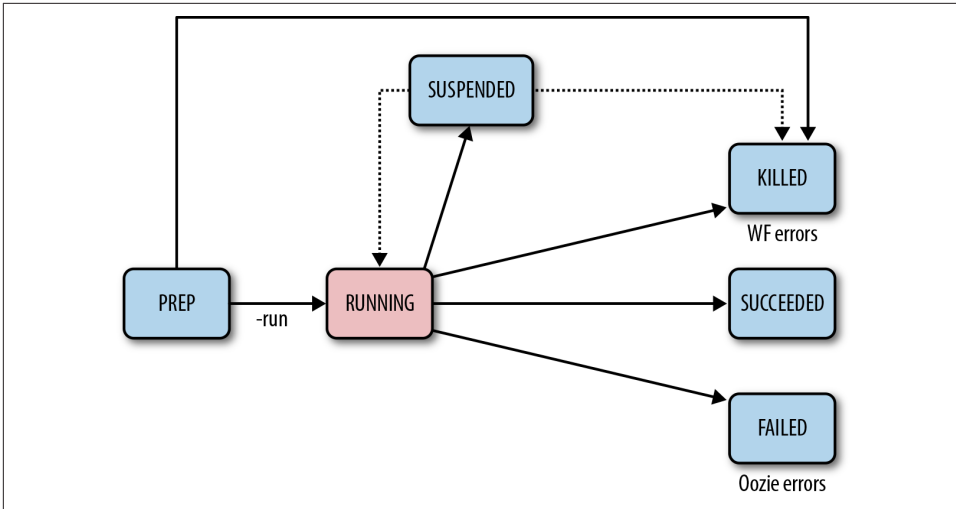 SUSPENDED
KILLED
WF errors
PREP
-run
RUNNING
SUCCEEDED
FAILED
Oozie errors